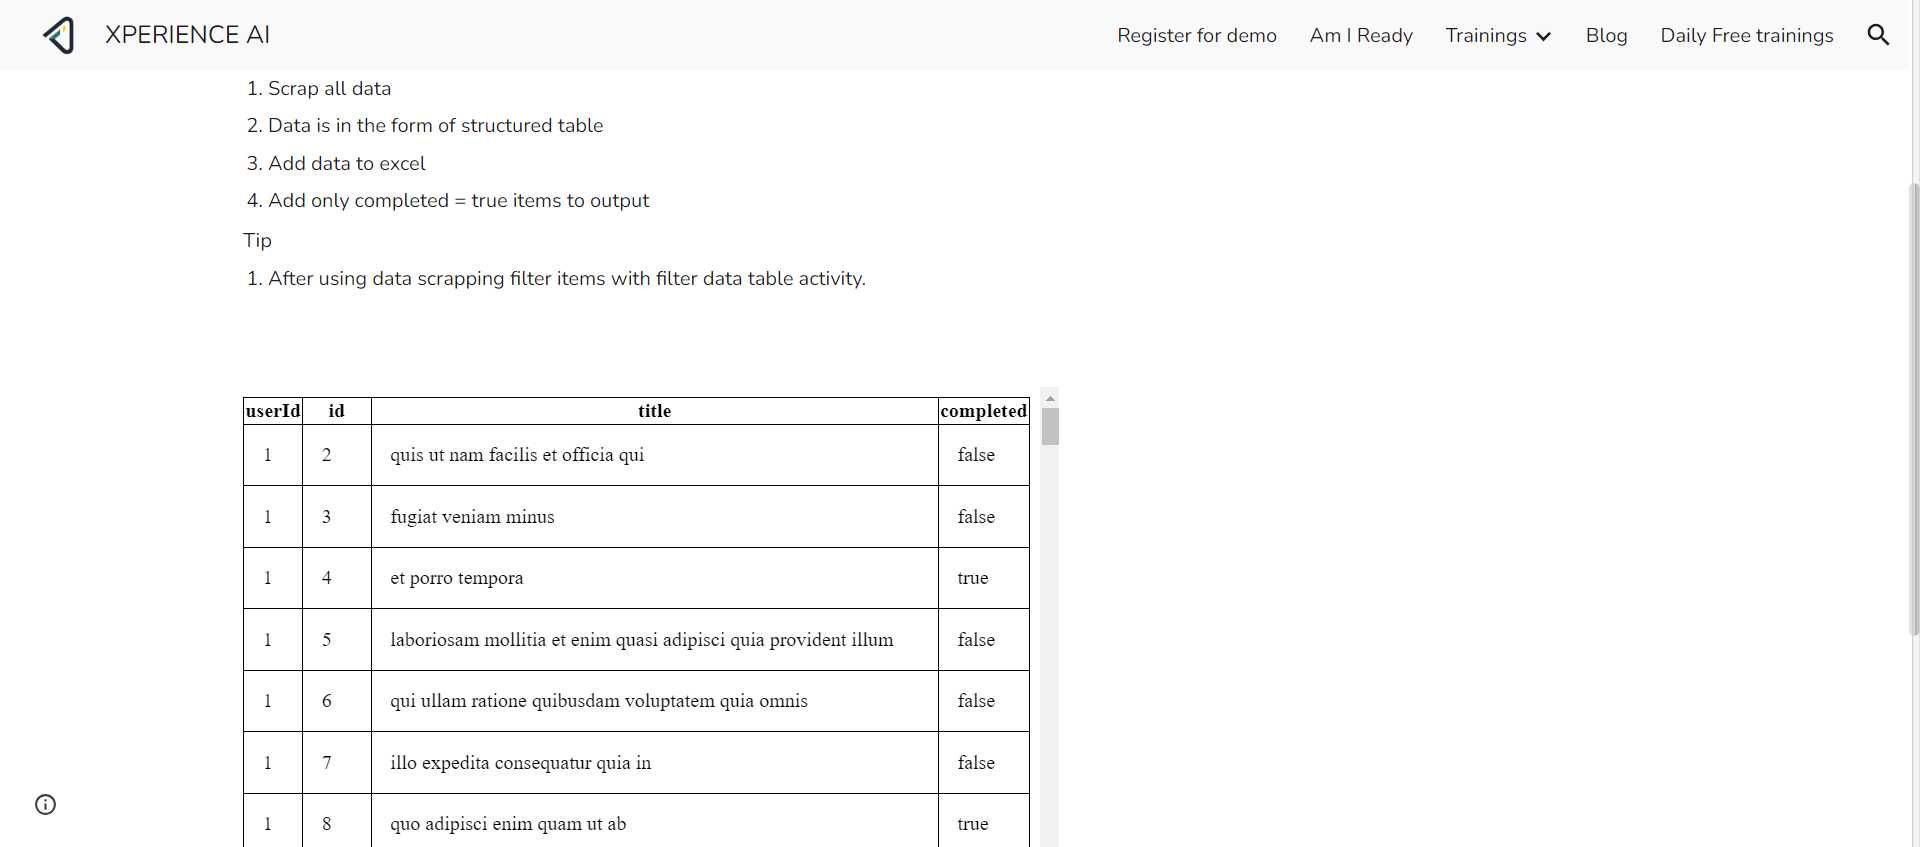 XPERIENCE AI
Register for demo Am I Ready Trainings Blog Daily Free trainings
1. Scrap all data
2. Data is in the form of structured table
3. Add data to excel
4. Add only completed = true items to output
Tip
1. After using data scrapping filter items with filter data table activity.
userId id title completed
1 2 quis ut nam facilis et officia qui false
1 3 fugiat veniam minus false
1 4 et porro tempora true
1 5 laboriosam mollitia et enim quasi adipisci quia provident illum false
1 6 qui ullam ratione quibusdam voluptatem quia omnis false
1 7 illo expedita consequatur quia in false
1 8 quo adipisci enim quam ut ab true